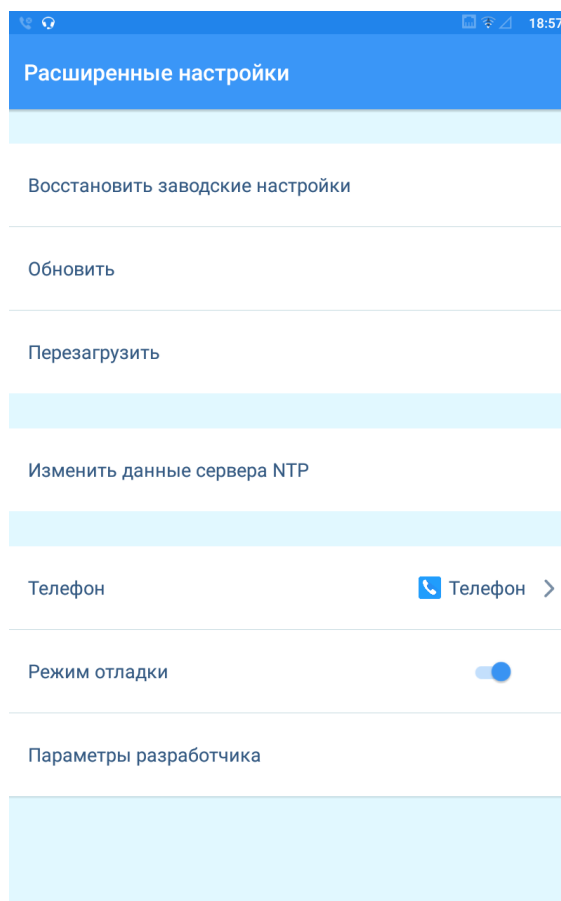 18:57
Расширенные настройки
Восстановить заводские настройки
Обновить
Перезагрузить
Изменить данные сервера NTP
Телефон Телефон
Режим отладки
Параметры разработчика